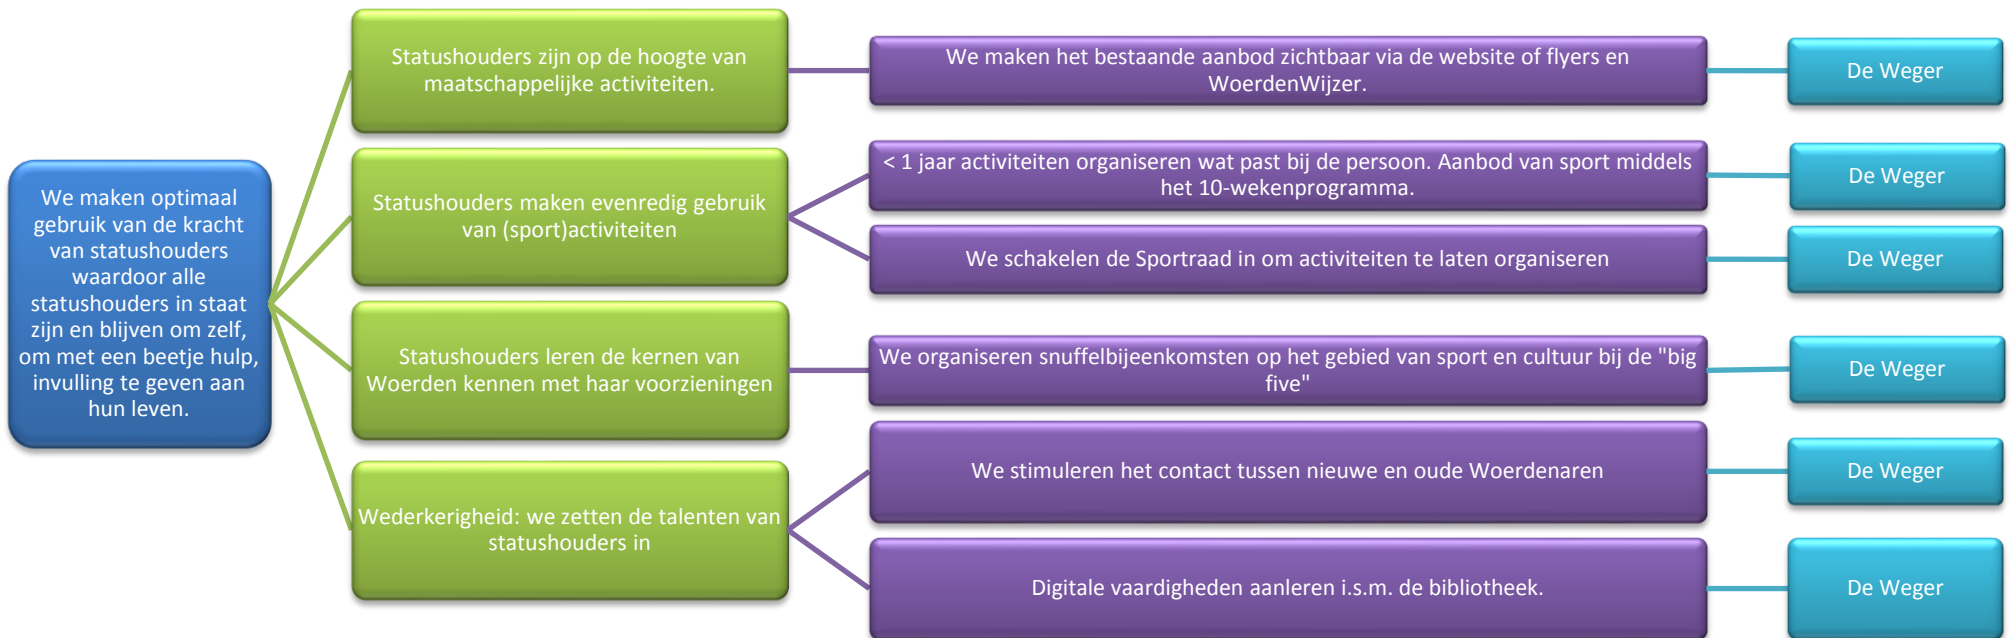 We maken optimaal
gebruik van de kracht
van statushouders
waardoor alle
statushouders in staat
zijn en blijven om zelf,
om met een beetje hulp,
invulling te geven aan
hun leven.
Statushouders zijn op de hoogte van
maatschappelijke activiteiten.
We maken het bestaande aanbod zichtbaar via de website of flyers en
WoerdenWijzer.
De Weger
Statushouders maken evenredig gebruik
van (sport)activiteiten
< 1 jaar activiteiten organiseren wat past bij de persoon. Aanbod van sport middels
het 10-wekenprogramma.
De Weger
We schakelen de Sportraad in om activiteiten te laten organiseren
De Weger
Statushouders leren de kernen van
Woerden kennen met haar voorzieningen
We organiseren snuffelbijeenkomsten op het gebied van sport en cultuur bij de "big
five"
De Weger
Wederkerigheid: we zetten de talenten van
statushouders in
We stimuleren het contact tussen nieuwe en oude Woerdenaren
De Weger
Digitale vaardigheden aanleren i.s.m. de bibliotheek.
De Weger